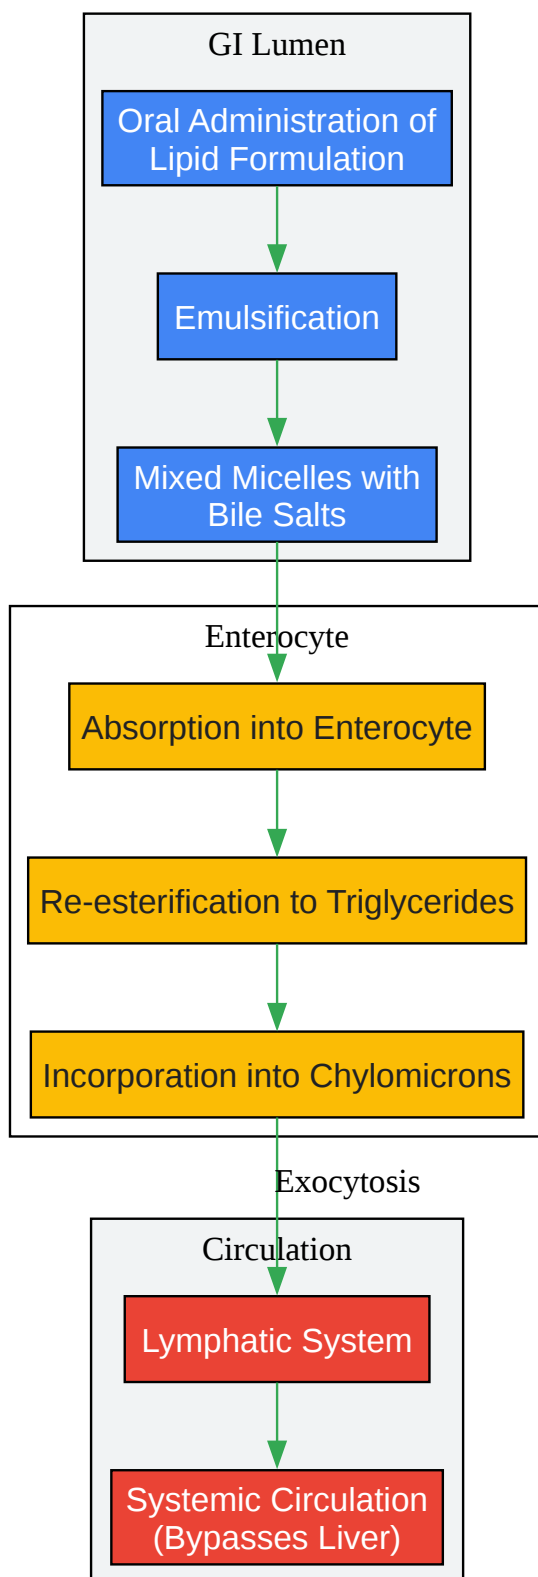 GI Lumen
Oral Administration of
Lipid Formulation
Emulsification
Mixed Micelles with
Bile Salts
Enterocyte
Absorption into Enterocyte
Re-esterification to Triglycerides
Incorporation into Chylomicrons
Exocytosis
Circulation
Lymphatic System
Systemic Circulation
(Bypasses Liver)